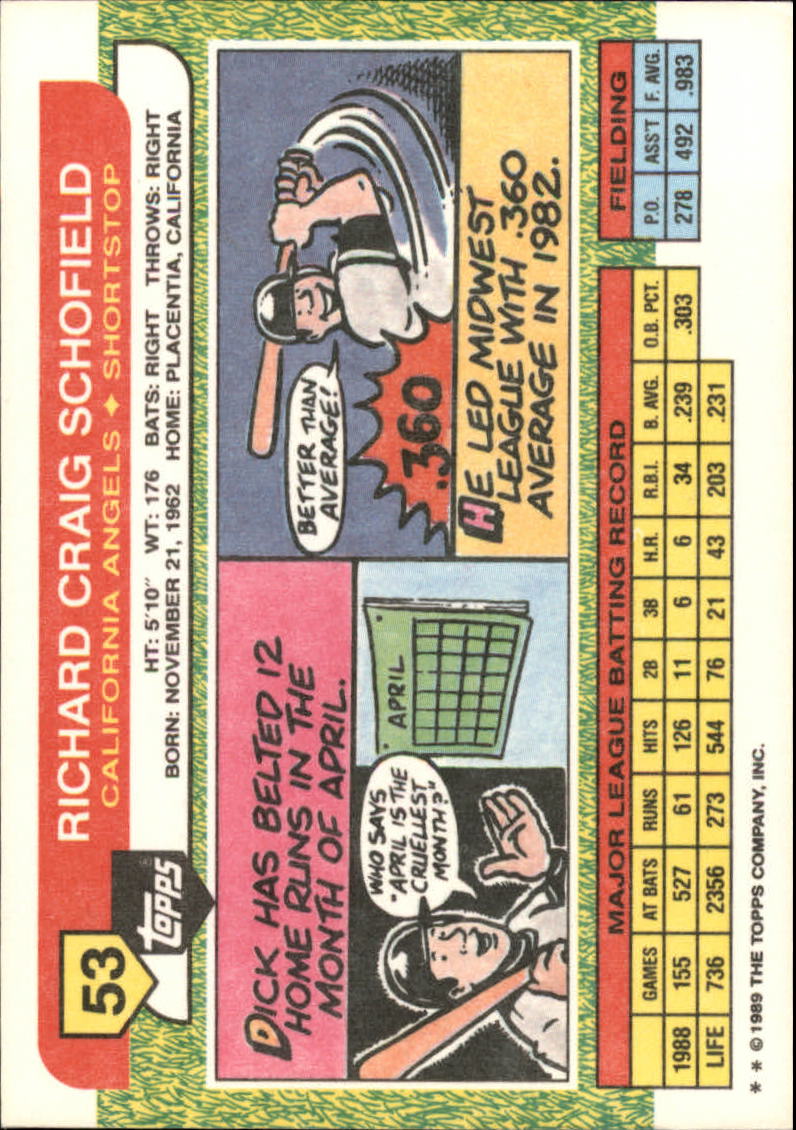 53
Topps
RICHARD CRAIG SCHOFIELD
CALIFORNIA ANGELS ♦ SHORTSTOP
HT: 5'10" WT: 176 BATS: RIGHT THROWS: RIGHT
BORN: NOVEMBER 21, 1962 HOME: PLACENTIA, CALIFORNIA
DICK HAS BELTED 12
HOME RUNS IN THE
MONTH OF APRIL.
WHO SAYS
"APRIL IS THE
CRUELLEST
MONTH?"
APRIL
BETTER THAN
AVERAGE!
.360
HE LED MIDWEST
LEAGUE WITH .360
AVERAGE IN 1982.
MAJOR LEAGUE BATTING RECORD
GAMES AT BATS RUNS HITS 2B 3B H.R. R.B.I. B. AVG. O.B. PCT.
1988 155 527 61 126 11 6 6 34 .239 .303
LIFE 736 2356 273 544 76 21 43 203 .231
FIELDING
P.O. ASS'T F. AVG.
278 492 .983
* * © 1989 THE TOPPS COMPANY, INC.